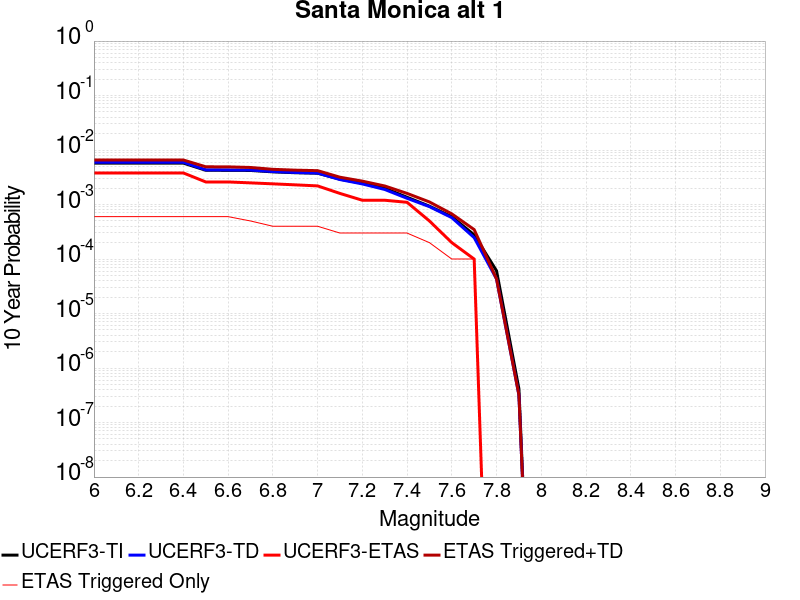 Santa Monica alt 1
10^0
10^-1
10^-2
10^-3
10^-4
10^-5
10^-6
10^-7
10^-8
10 Year Probability
6 6.2 6.4 6.6 6.8 7 7.2 7.4 7.6 7.8 8 8.2 8.4 8.6 8.8 9
Magnitude
UCERF3-TI UCERF3-TD UCERF3-ETAS ETAS Triggered+TD
ETAS Triggered Only